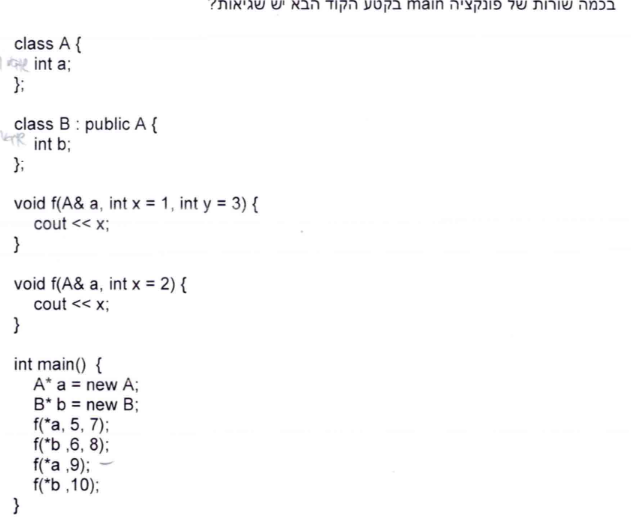 בכמה שורות של פונקציה main בקטע הקוד הבא יש שגיאות?
class A {
int a;
};
class B : public A {
int b;
};
void f(A& a, int x = 1, int y = 3) {
cout << x;
}
void f(A& a, int x = 2) {
cout << x;
}
int main() {
A* a = new A;
B* b = new B;
f(*a, 5, 7);
f(*b ,6, 8);
f(*a ,9);
f(*b ,10);
}